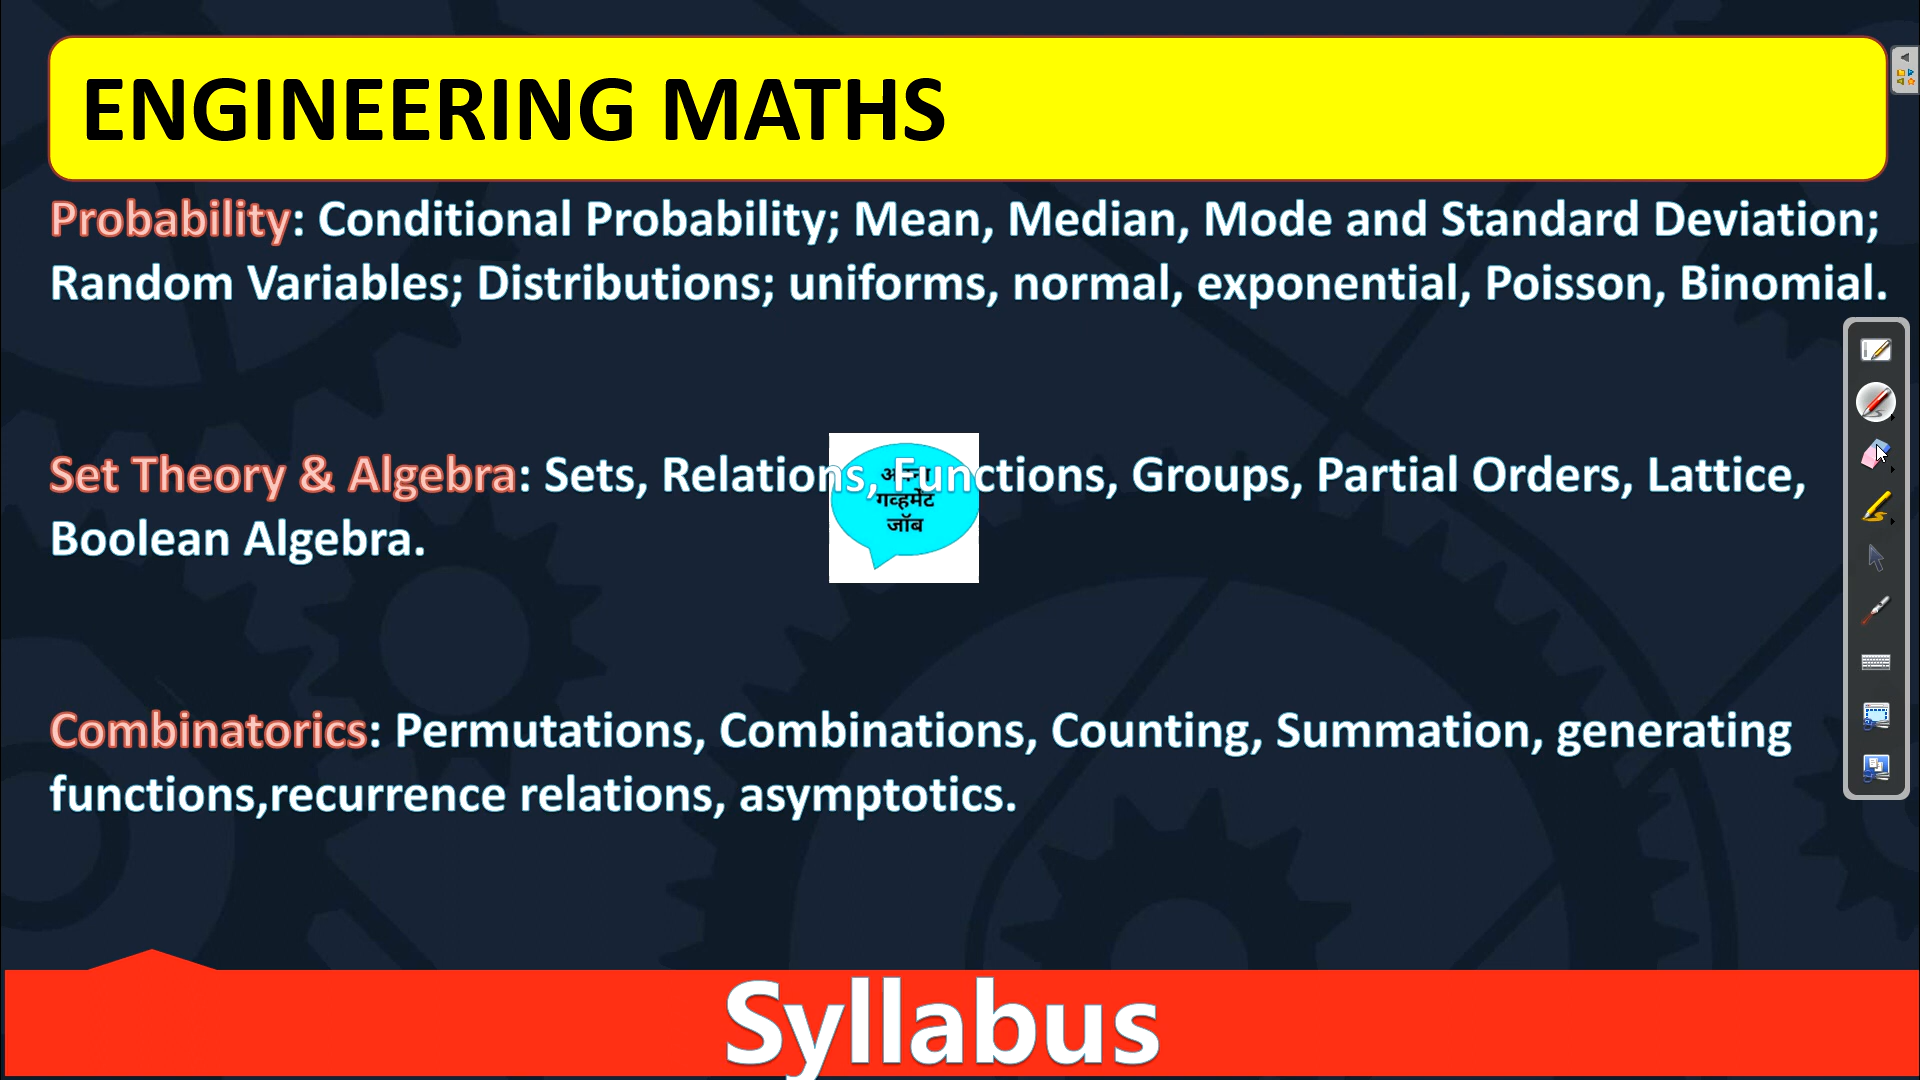 ENGINEERING MATHS
Probability: Conditional Probability; Mean, Median, Mode and Standard Deviation;
Random Variables; Distributions; uniforms, normal, exponential, Poisson, Binomial.
Set Theory & Algebra: Sets, Relations, Functions, Groups, Partial Orders, Lattice,
Boolean Algebra.
गव्हमेंट
जॉब
Combinatorics: Permutations, Combinations, Counting, Summation, generating
functions,recurrence relations, asymptotics.
Syllabus